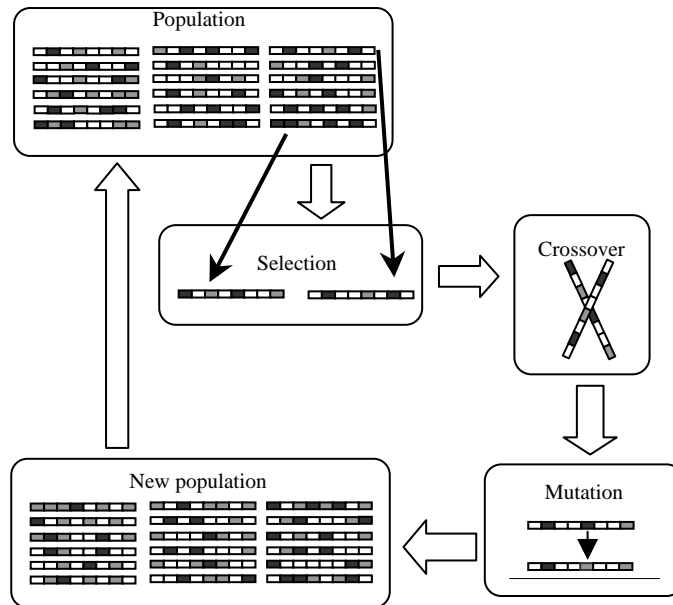 Population
Selection
Crossover
Mutation
New population